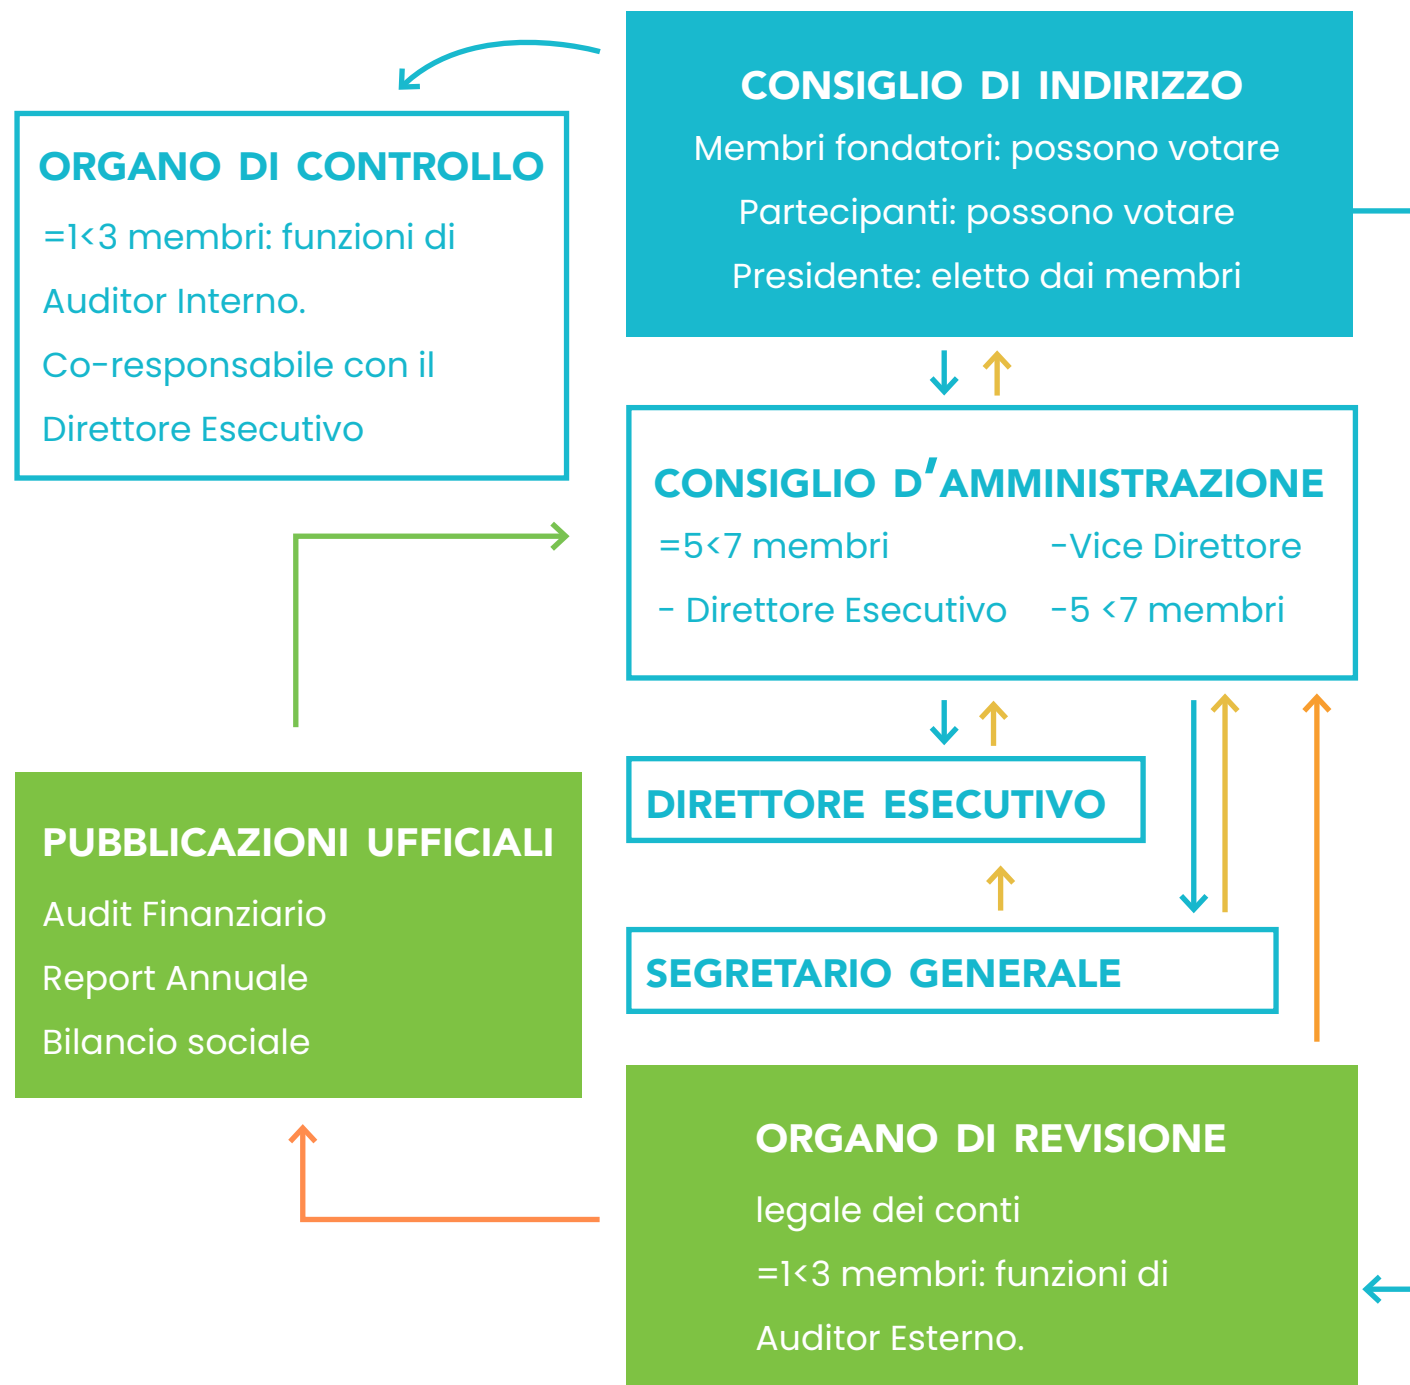 CONSIGLIO DI INDIRIZZO
Membri fondatori: possono votare
Partecipanti: possono votare
Presidente: eletto dai membri
ORGANO DI CONTROLLO
=1<3 membri: funzioni di
Auditor Interno.
Co-responsabile con il
Direttore Esecutivo
CONSIGLIO D'AMMINISTRAZIONE
=5<7 membri
- Direttore Esecutivo
-Vice Direttore
-5 <7 membri
DIRETTORE ESECUTIVO
SEGRETARIO GENERALE
PUBBLICAZIONI UFFICIALI
Audit Finanziario
Report Annuale
Bilancio sociale
ORGANO DI REVISIONE
legale dei conti
=1<3 membri: funzioni di
Auditor Esterno.